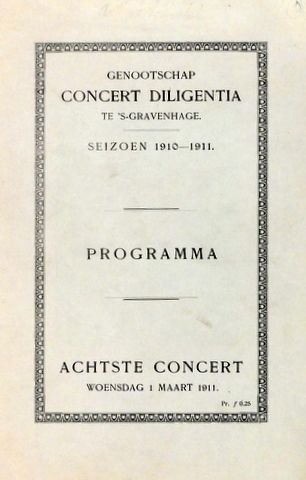 GENOOTSCHAP
CONCERT DILIGENTIA
TE 'S-GRAVENHAGE.
SEIZOEN 1910—1911.
PROGRAMMA
ACHTSTE CONCERT
WOENSDAG 1 MAART 1911.
Pr. ƒ 0.25